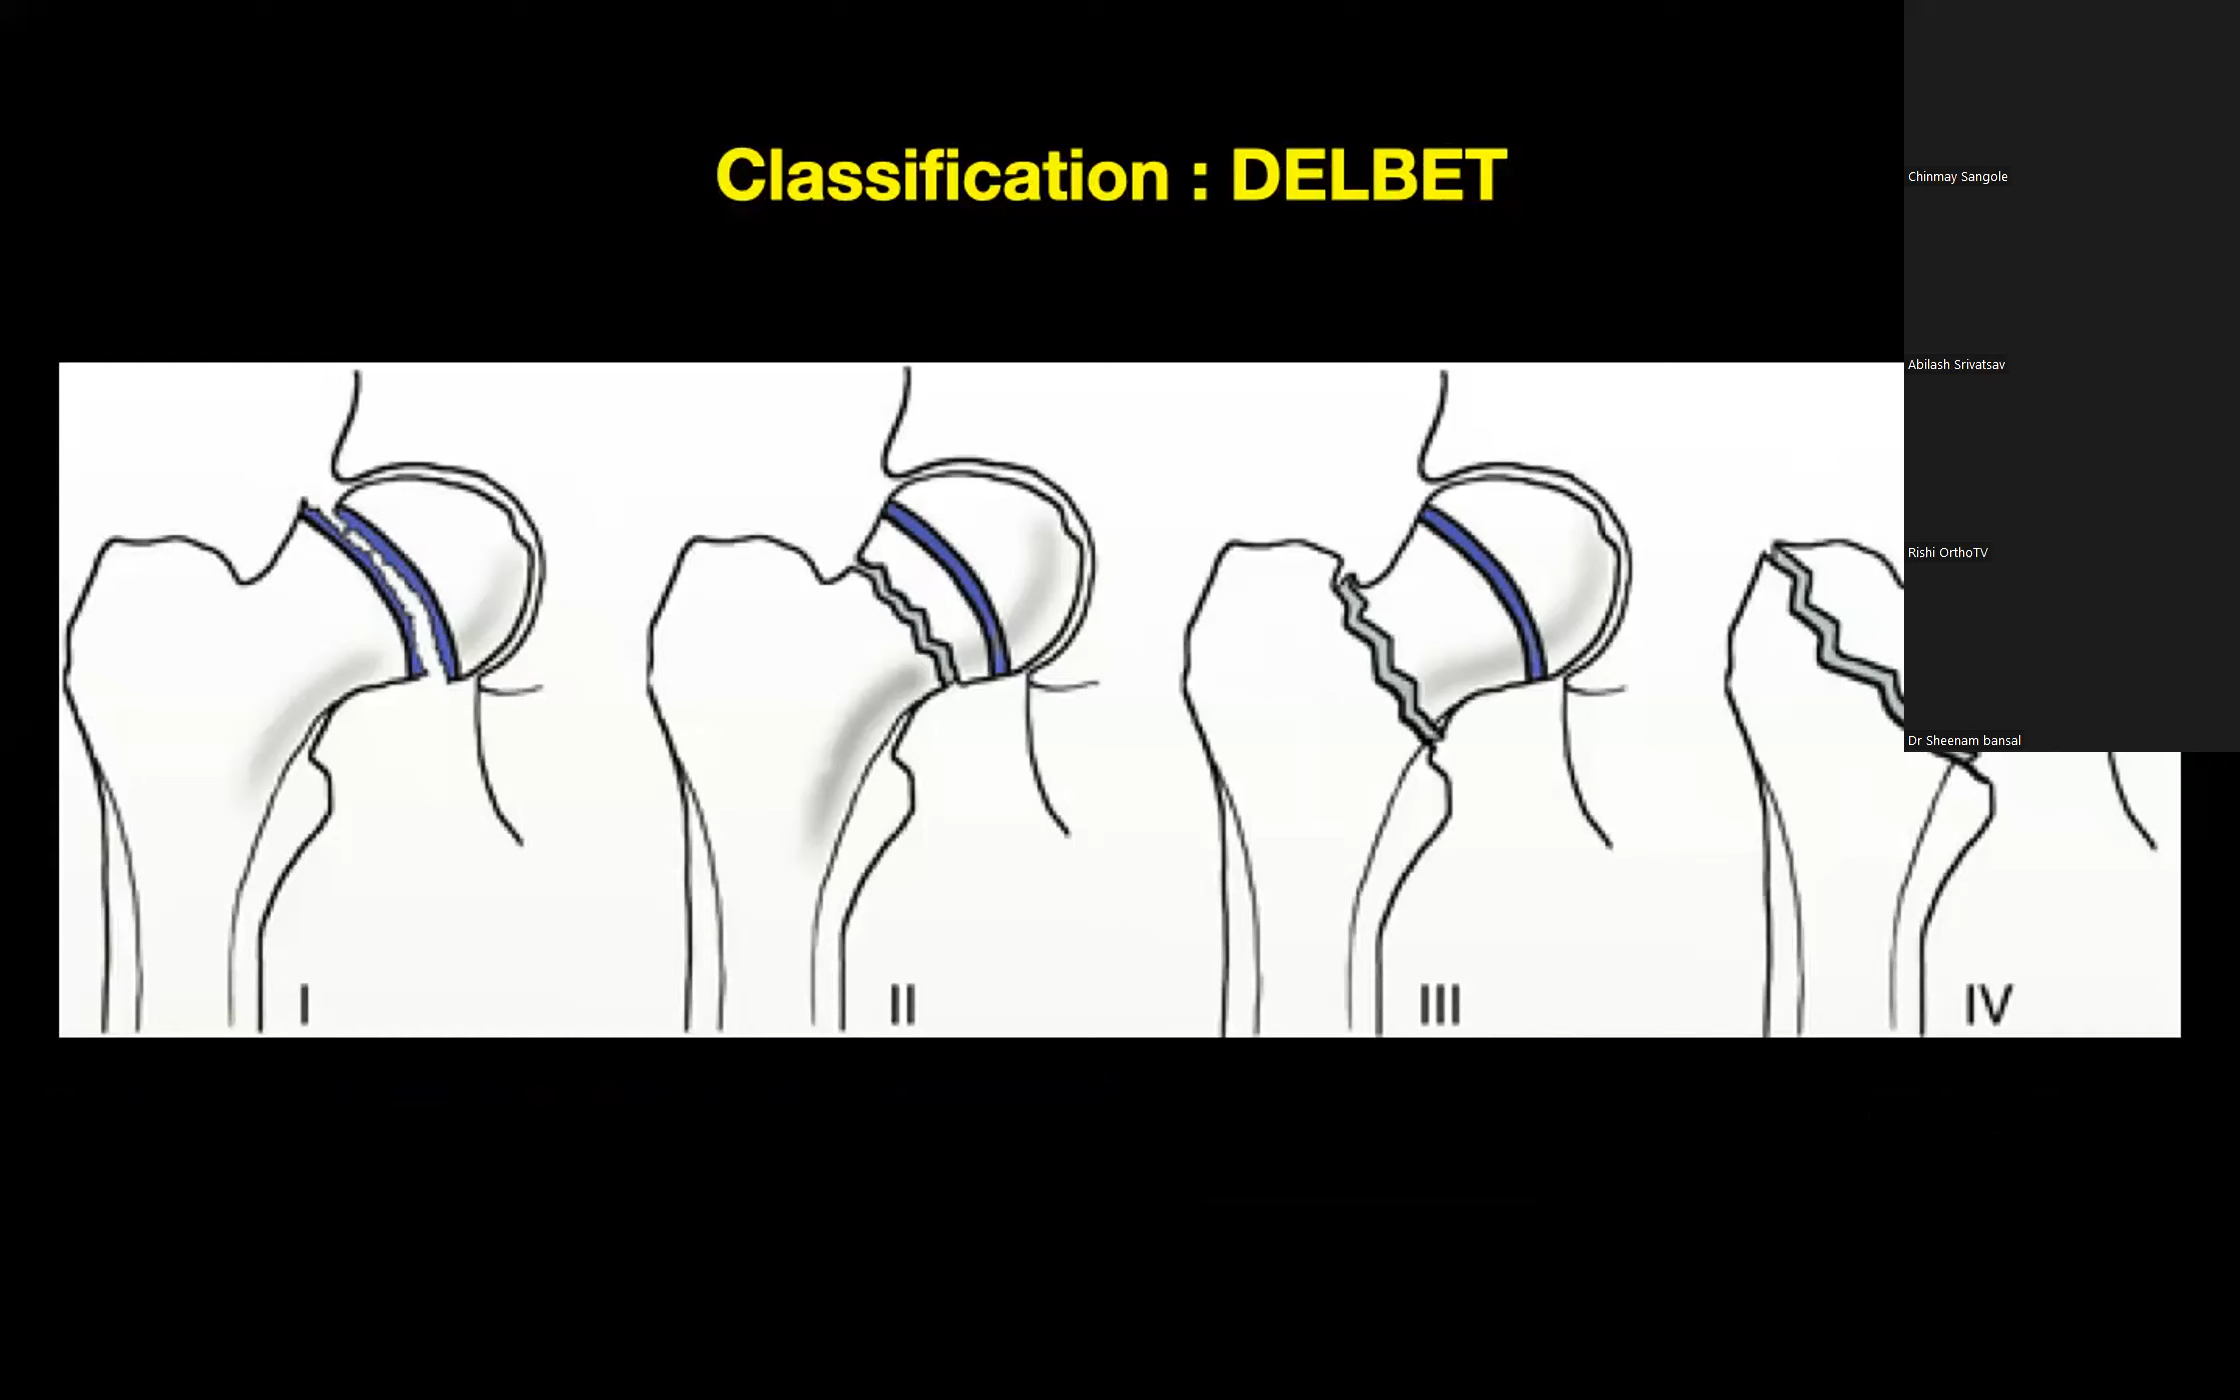 Classification : DELBET
Chinmay Sangole
Abilash Srivatsav
Rishi OrthoTV
Dr Sheenam bansal
I
II
III
IV